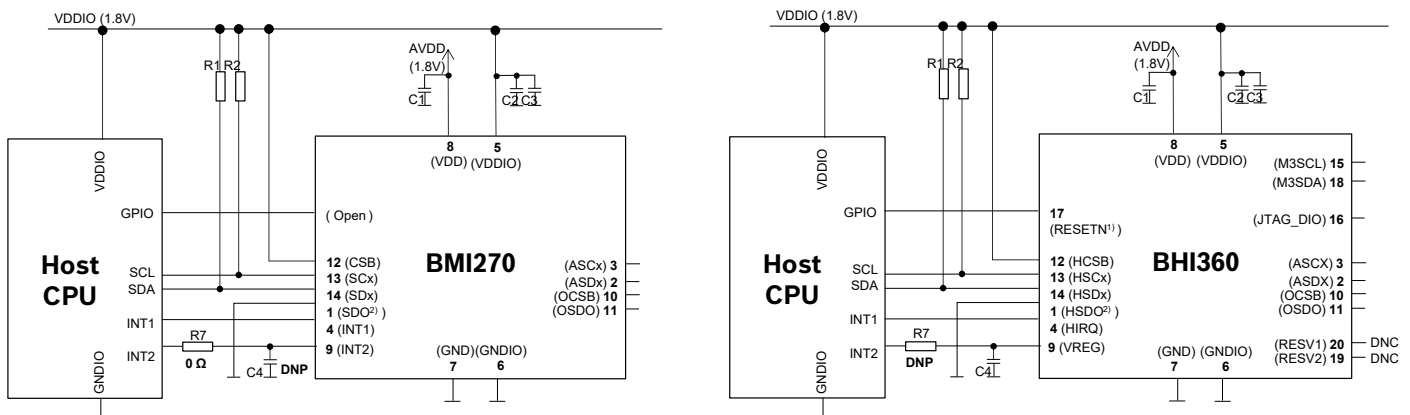 VDDIO (1.8V)
R1 R2
AVDD
(1.8V)
C1
C2 C3
8
5
(VDD)
(VDDIO)
VDDIO
GPIO
( Open )
Host
CPU
BMI270
SCL
SDA
INT1
INT2
R7
0 Ω
C4
DNP
12 (CSB)
13 (SCx)
14 (SDx)
1 (SDO2) )
4 (INT1)
9 (INT2)
(ASCx) 3
(ASDx) 2
(OCSB) 10
(OSDO) 11
(GND)
(GNDIO)
7
6
GNDIO
VDDIO (1.8V)
R1 R2
AVDD
(1.8V)
C1
C2 C3
8
5
(VDD)
(VDDIO)
VDDIO
GPIO
17
(RESETN1))
Host
CPU
BHI360
SCL
SDA
INT1
INT2
R7
DNP
C4
12 (HCSB)
13 (HSCx)
14 (HSDx)
1 (HSDO2) )
4 (HIRQ)
9 (VREG)
(M3SCL) 15
(M3SDA) 18
(JTAG_DIO) 16
(ASCX) 3
(ASDX) 2
(OCSB) 10
(OSDO) 11
(RESV1) 20 DNC
(RESV2) 19 DNC
(GND)
(GNDIO)
7
6
GNDIO